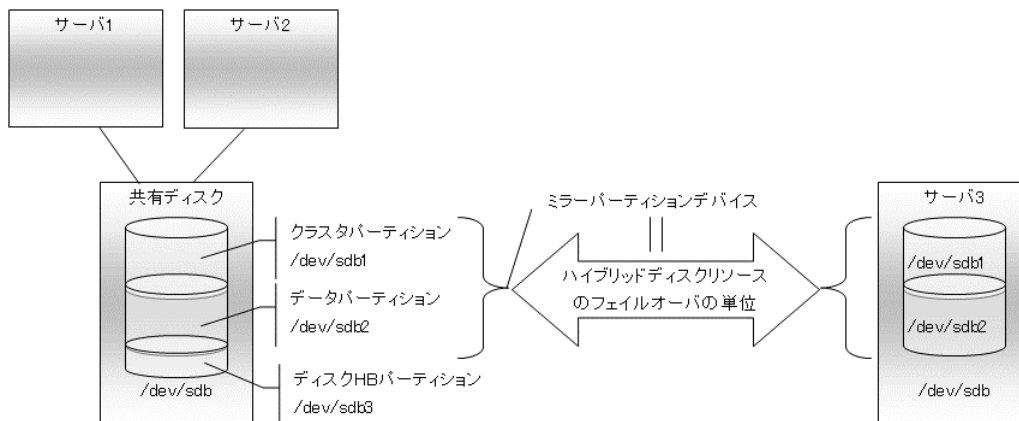 サーバ1
サーバ2
共有ディスク
クラスタパーティション
/dev/sdb1
データパーティション
/dev/sdb2
ディスクHBパーティション
/dev/sdb3
/dev/sdb
ミラーパーティションデバイス
ハイブリッドディスクリソース
のフェイルオーバの単位
サーバ3
/dev/sdb1
/dev/sdb2
/dev/sdb